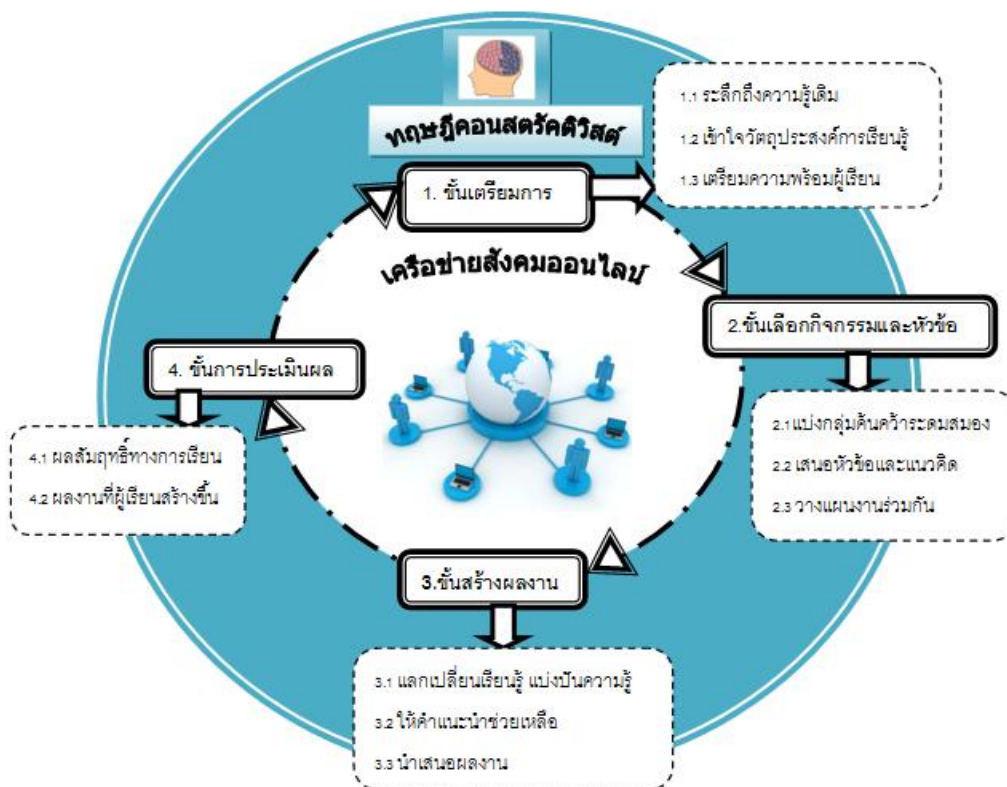 ทฤษฎีคอนสตรัคติวิสต์
1. ขั้นเตรียมการ
1.1 ระลึกถึงความรู้เดิม
1.2 เข้าใจวัตถุประสงค์การเรียนรู้
1.3 เตรียมความพร้อมผู้เรียน
เครือข่ายสังคมออนไลน์
2.ขั้นเลือกกิจกรรมและหัวข้อ
2.1 แบ่งกลุ่มค้นคว้าระดมสมอง
2.2 เสนอหัวข้อและแนวคิด
2.3 วางแผนงานร่วมกัน
3.ขั้นสร้างผลงาน
3.1 แลกเปลี่ยนเรียนรู้ แบ่งปันความรู้
3.2 ให้คำแนะนำช่วยเหลือ
3.3 นำเสนอผลงาน
4. ขั้นการประเมินผล
4.1 ผลสัมฤทธิ์ทางการเรียน
4.2 ผลงานที่ผู้เรียนสร้างขึ้น